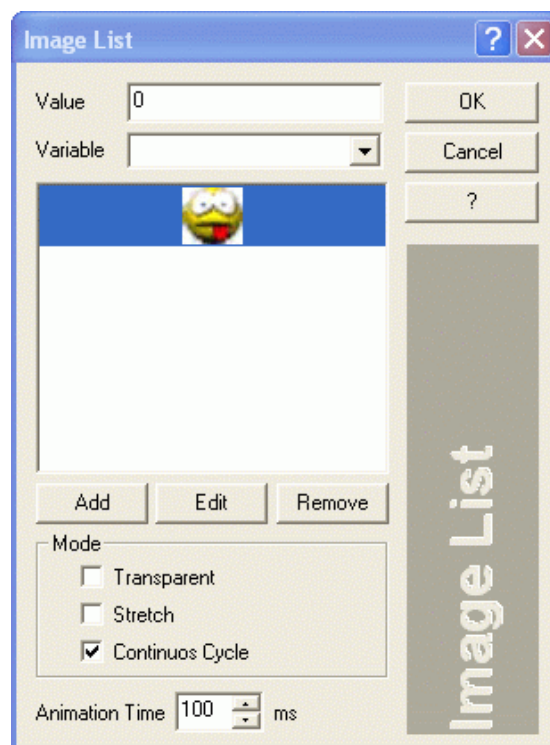 Image List
Value 0
OK
Variable
Cancel
?
Add Edit Remove
Mode
Transparent
Stretch
Continuos Cycle
Animation Time 100 ms
Image List